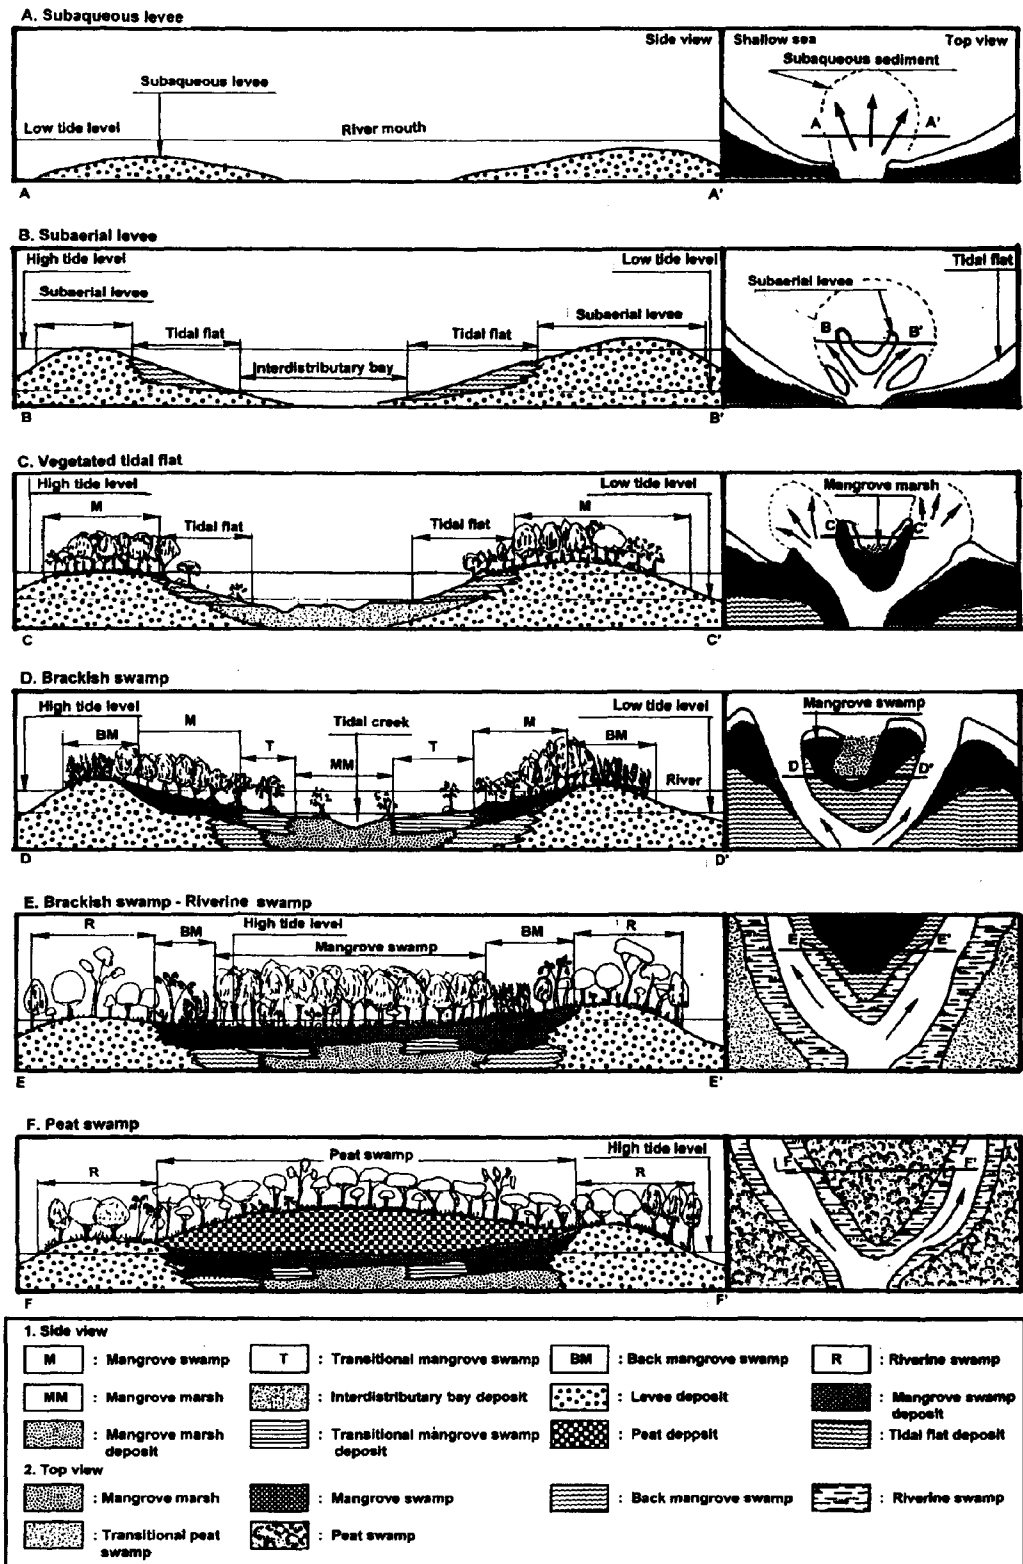 A. Subaqueous levee
Side view
Shallow sea
Top view
Subaqueous levee
Subaqueous sediment
Low tide level
River mouth
A
A'
A
A'
B. Subaerial levee
High tide level
Low tide level
Tidal flat
Subaerial levee
Subaerial levee
Subaerial levee
Tidal flat
Tidal flat
Interdistributary bay
B
B'
B
B'
C. Vegetated tidal flat
High tide level
Low tide level
Mangrove marsh
M
M
Tidal flat
Tidal flat
C
C'
C
C'
D. Brackish swamp
High tide level
M
Tidal creek
M
Low tide level
Mangrove swamp
BM
T
MM
T
BM
River
D
D'
D
D'
E. Brackish swamp - Riverine swamp
R
BM
High tide level
Mangrove swamp
BM
R
E
E'
E
E'
F. Peat swamp
Peat swamp
High tide level
R
R
F
F'
F
F'
1. Side view
M : Mangrove swamp
T : Transitional mangrove swamp
BM : Back mangrove swamp
R : Riverine swamp
MM : Mangrove marsh
: Interdistributary bay deposit
: Levee deposit
: Mangrove swamp
deposit
: Mangrove marsh
deposit
: Transitional mangrove swamp
deposit
: Peat deposit
: Tidal flat deposit
2. Top view
: Mangrove marsh
: Mangrove swamp
: Back mangrove swamp
: Riverine swamp
: Transitional peat
swamp
: Peat swamp